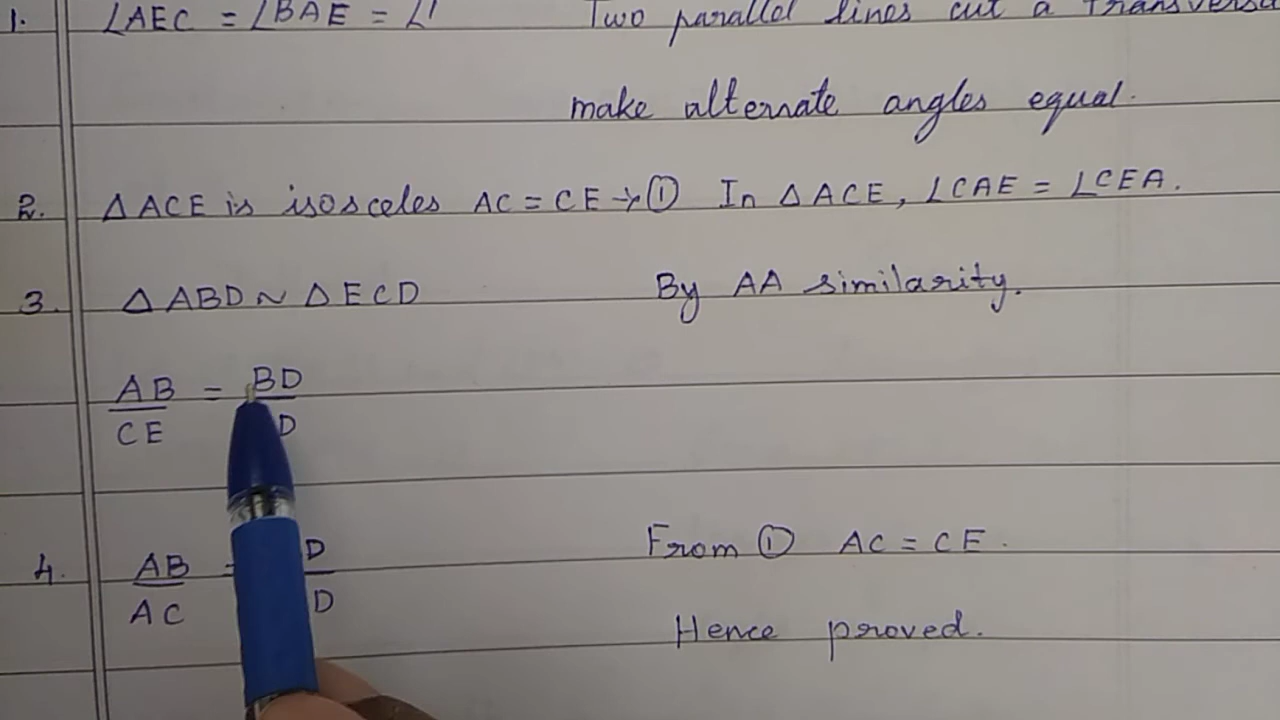 1. ∠AEC = ∠BAE = ∠1 Two parallel lines cut a
make alternate angles equal.
2. △ACE is isosceles AC = CE → ① In △ACE, ∠CAE = ∠CEA.
3. △ABD ~ △ECD By AA similarity.
AB = BD
CE D
4. AB D From ① AC = CE.
AC D
Hence proved.